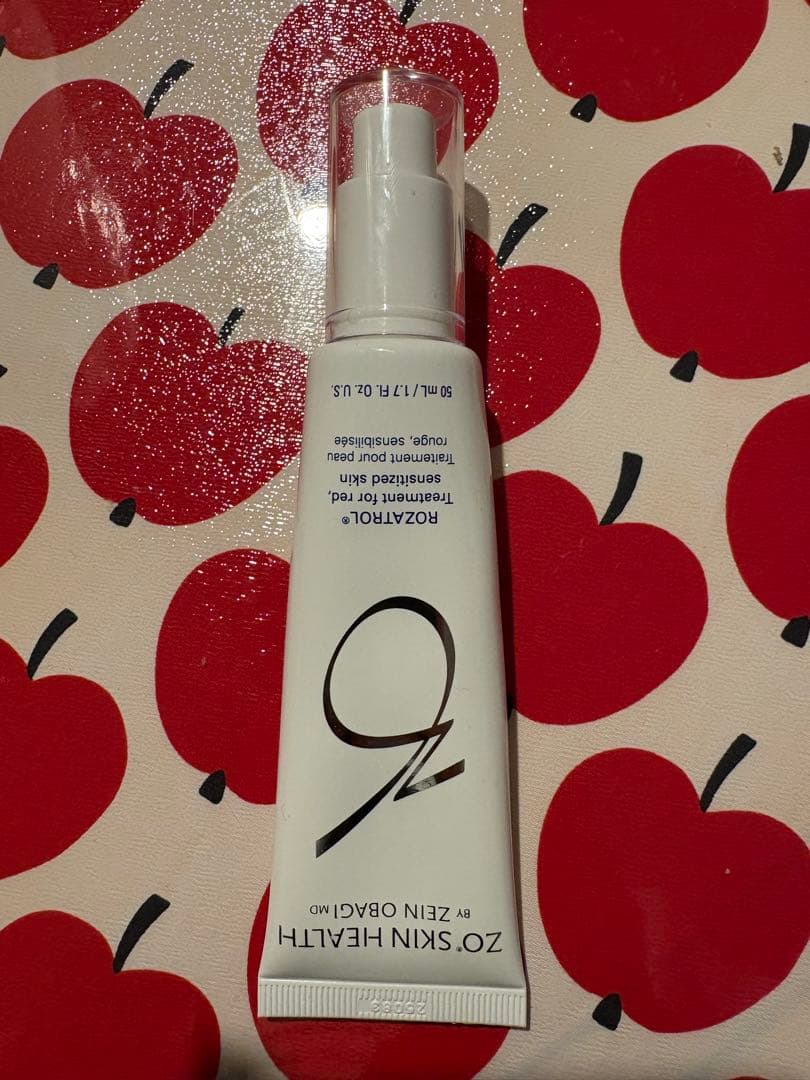 ZO® SKIN HEALTH
BY ZEIN OBAGI MD
ROZATROL®
Treatment for red,
sensitized skin
Traitement pour peau
rouge, sensibilisée
50 mL / 1.7 Fl. Oz U.S.